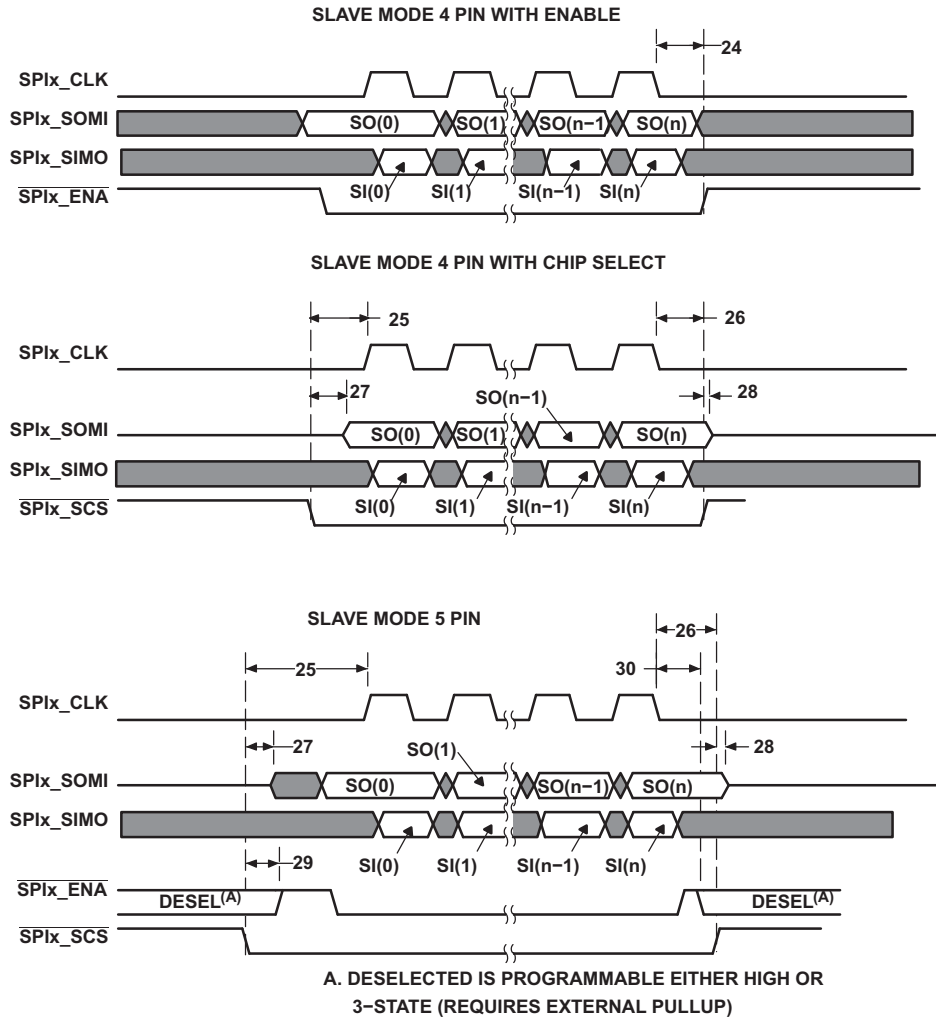 SLAVE MODE 4 PIN WITH ENABLE
24
SPIx_CLK
SPIx_SOMI
SO(0) SO(1) SO(n−1 SO(n)
SPIx_SIMO
SI(0) SI(1) SI(n−1) SI(n)
SPIx_ENA
SLAVE MODE 4 PIN WITH CHIP SELECT
25 26
SPIx_CLK
27 SO(n−1) 28
SPIx_SOMI
SO(0) SO(1) SO(n)
SPIx_SIMO
SI(0) SI(1) SI(n−1) SI(n)
SPIx_SCS
SLAVE MODE 5 PIN
26
25 30
SPIx_CLK
27 SO(1) 28
SPIx_SOMI
SO(0) SO(n−1) SO(n)
SPIx_SIMO
SI(0) SI(1) SI(n−1) SI(n)
29
SPIx_ENA
DESEL(A) DESEL(A)
SPIx_SCS
A. DESELECTED IS PROGRAMMABLE EITHER HIGH OR
3−STATE (REQUIRES EXTERNAL PULLUP)